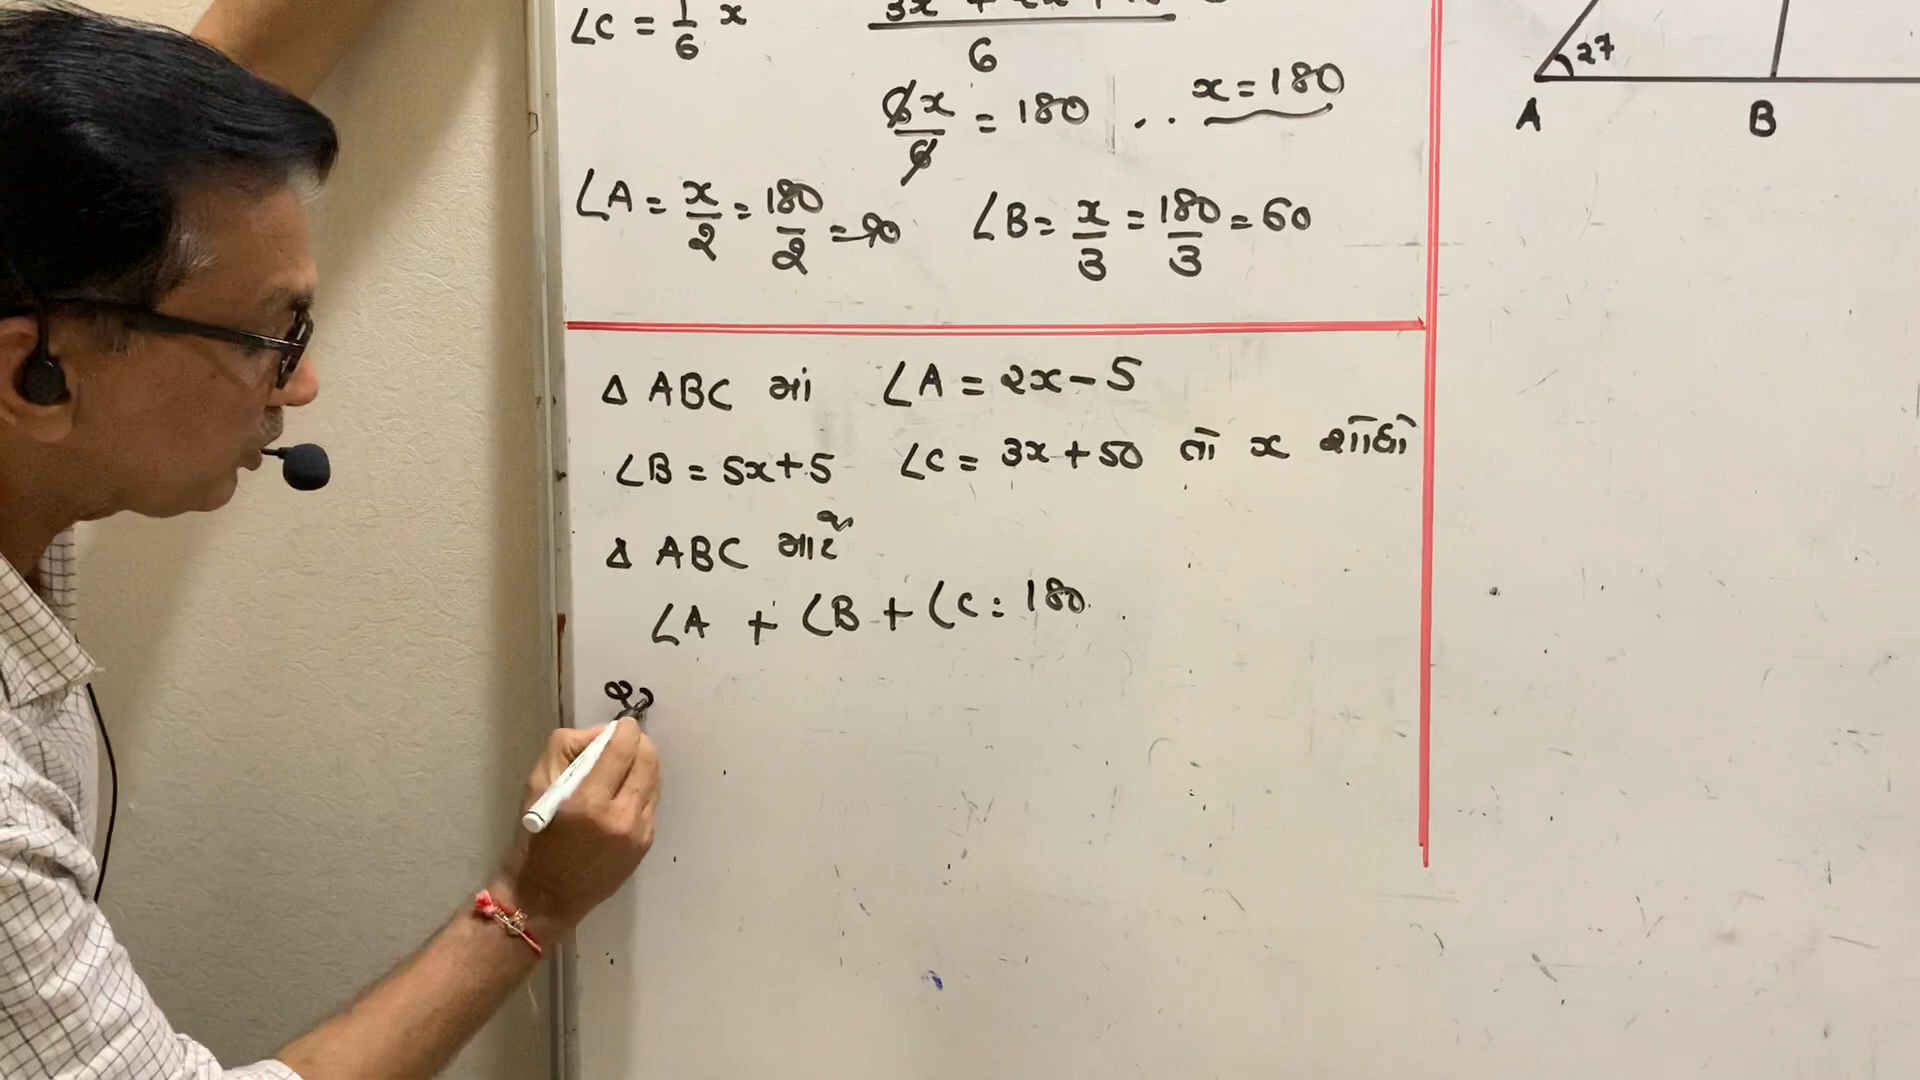 ∠C = 1/6 x
6
6x/6 = 180 ∴ x = 180
∠A = x/2 = 180/2 = 90 ∠B = x/3 = 180/3 = 60
Δ ABC માં ∠A = 2x - 5
∠B = 5x + 5 ∠C = 3x + 50 તો x શોધો
Δ ABC માટે
∠A + ∠B + ∠C = 180
27
A B